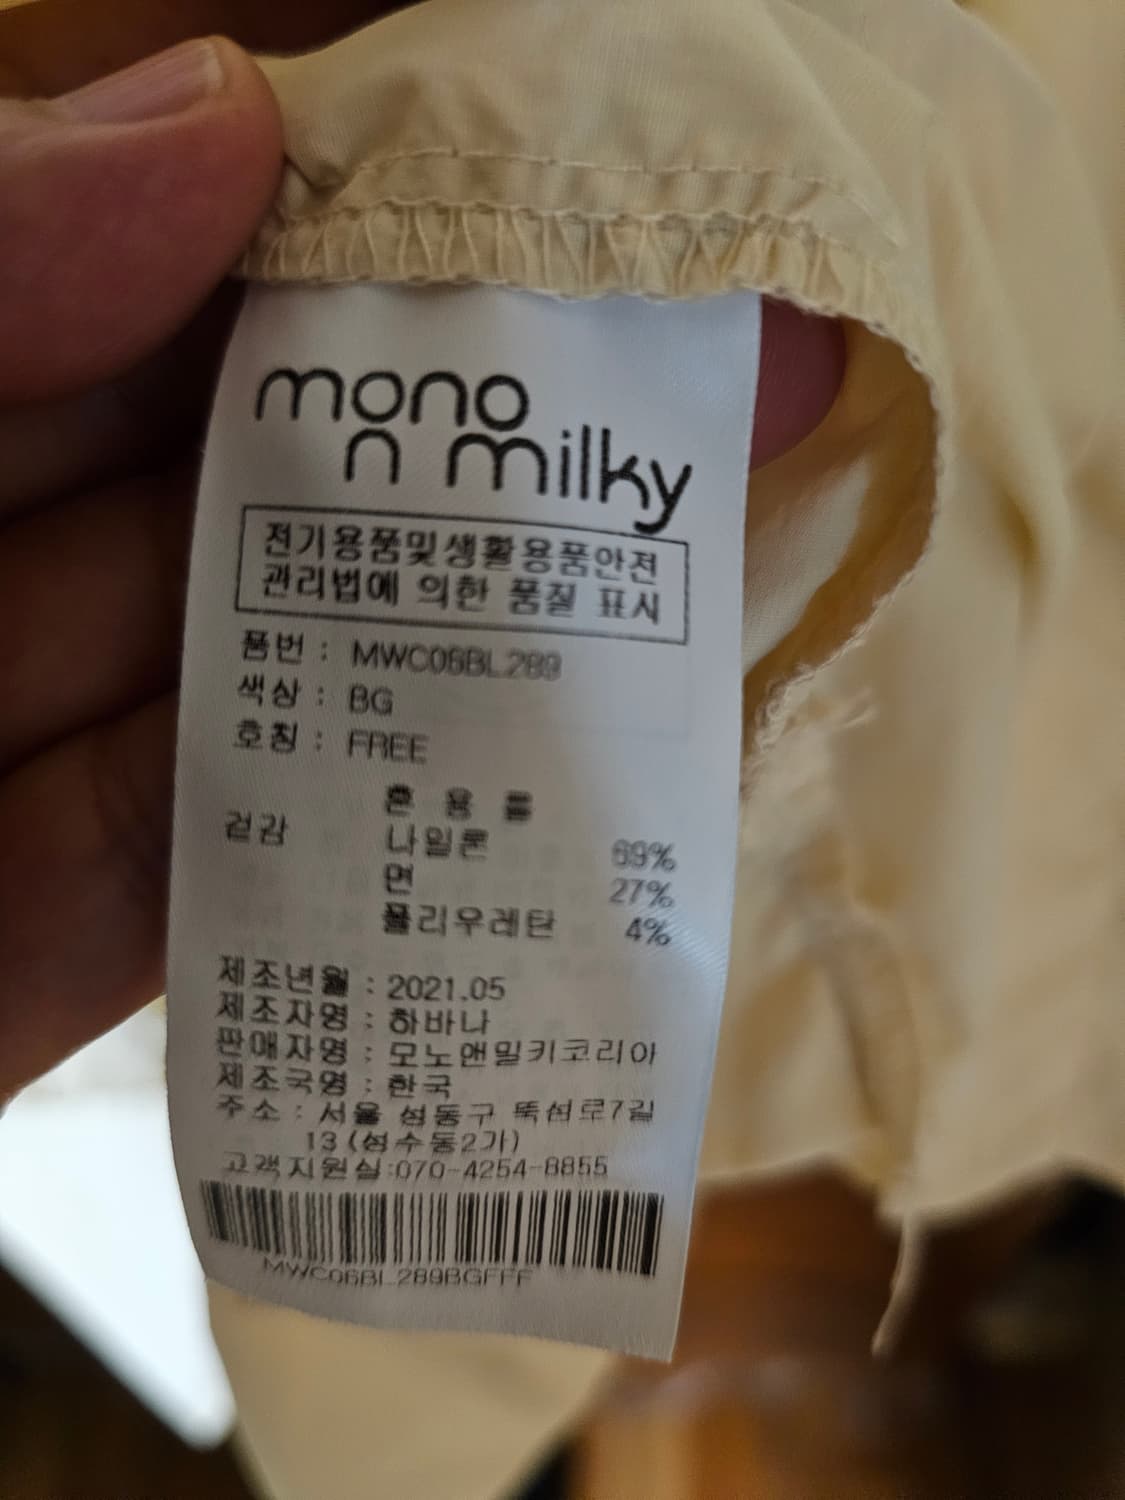 mono
n milky
전기용품및생활용품안전
관리법에 의한 품질 표시
품번 : MWC06BL289
색상 : BG
호칭 : FREE
혼 용 률
겉감
나일론 69%
면 27%
폴리우레탄 4%
제조년월 : 2021.05
제조자명 : 하바나
판매자명 : 모노앤밀키코리아
제조국명 : 한국
주소 : 서울 성동구 뚝섬로7길
13 (성수동2가)
고객지원실:070-4254-8855
MWC06BL289BGFFF